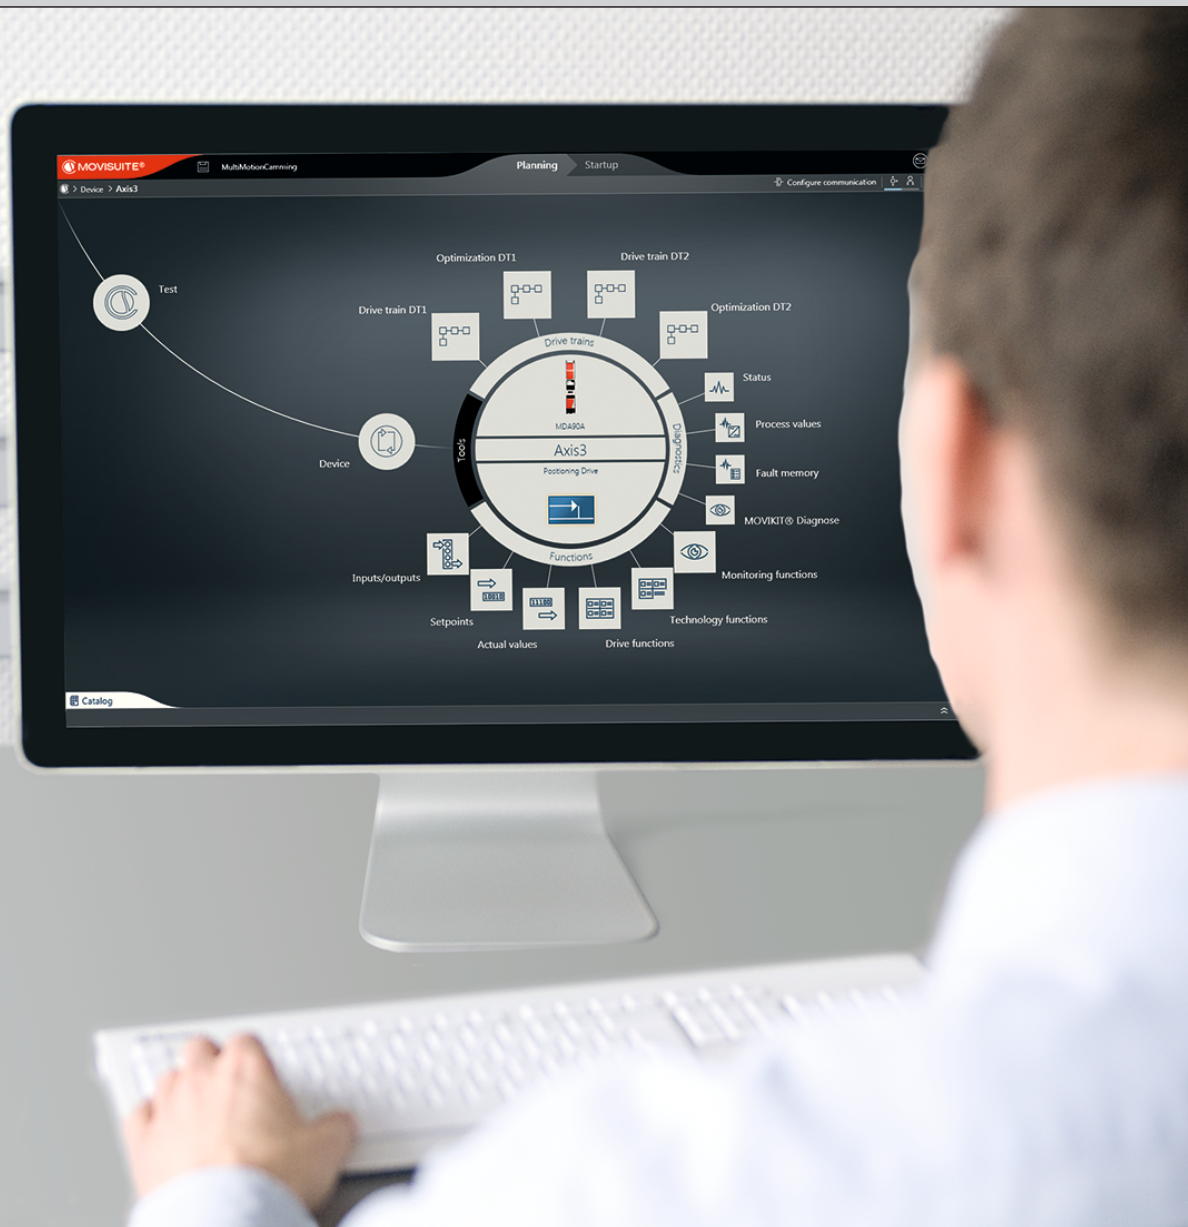 MOVISUITE®
MultiMotionCamming
Planning
Startup
Device > Axis3
Configure communication
Test
Device
Optimization DT1
Drive train DT2
Drive train DT1
Optimization DT2
Drive trains
Status
Process values
Fault memory
MOVIKIT® Diagnose
Diagnostics
Tools
MDA90A
Axis3
Positioning Drive
Functions
Inputs/outputs
Setpoints
10010
Actual values
11100
Drive functions
Technology functions
Monitoring functions
Catalog